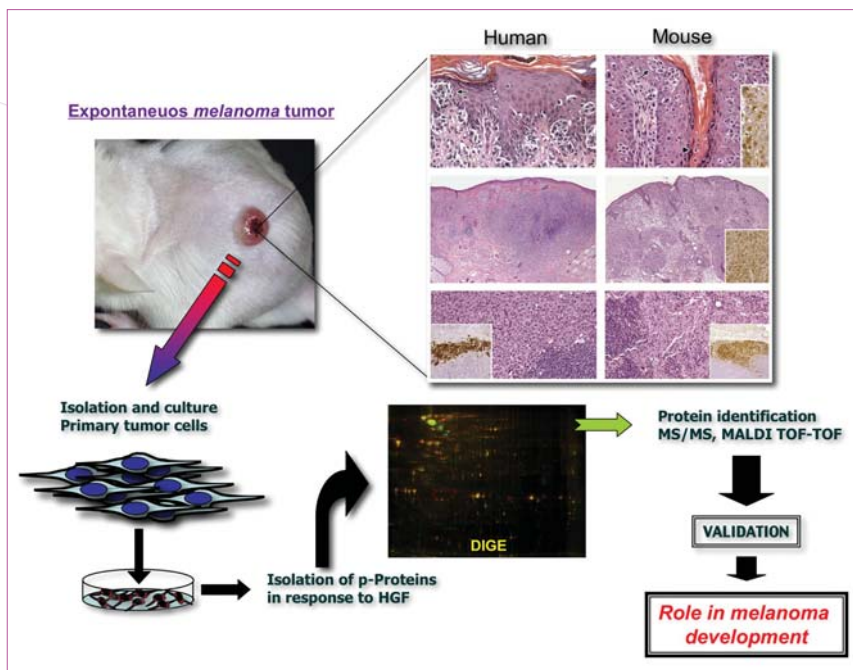 Human
Mouse
Expontaneuos melanoma tumor
Isolation and culture
Primary tumor cells
Protein identification
MS/MS, MALDI TOF-TOF
VALIDATION
DIGE
Isolation of p-Proteins
in response to HGF
Role in melanoma
development